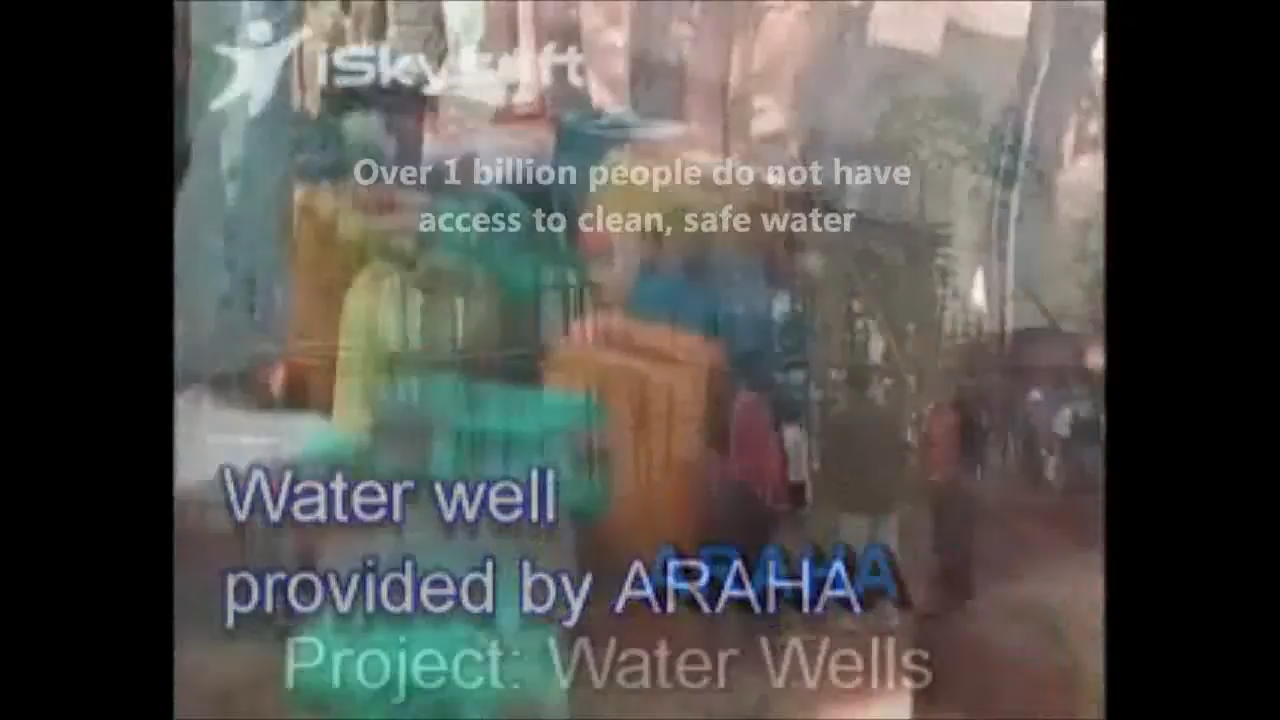 iSkysoft
Over 1 billion people do not have
access to clean, safe water
Water well
provided by ARAHA
ARAHA
Project: Water Wells